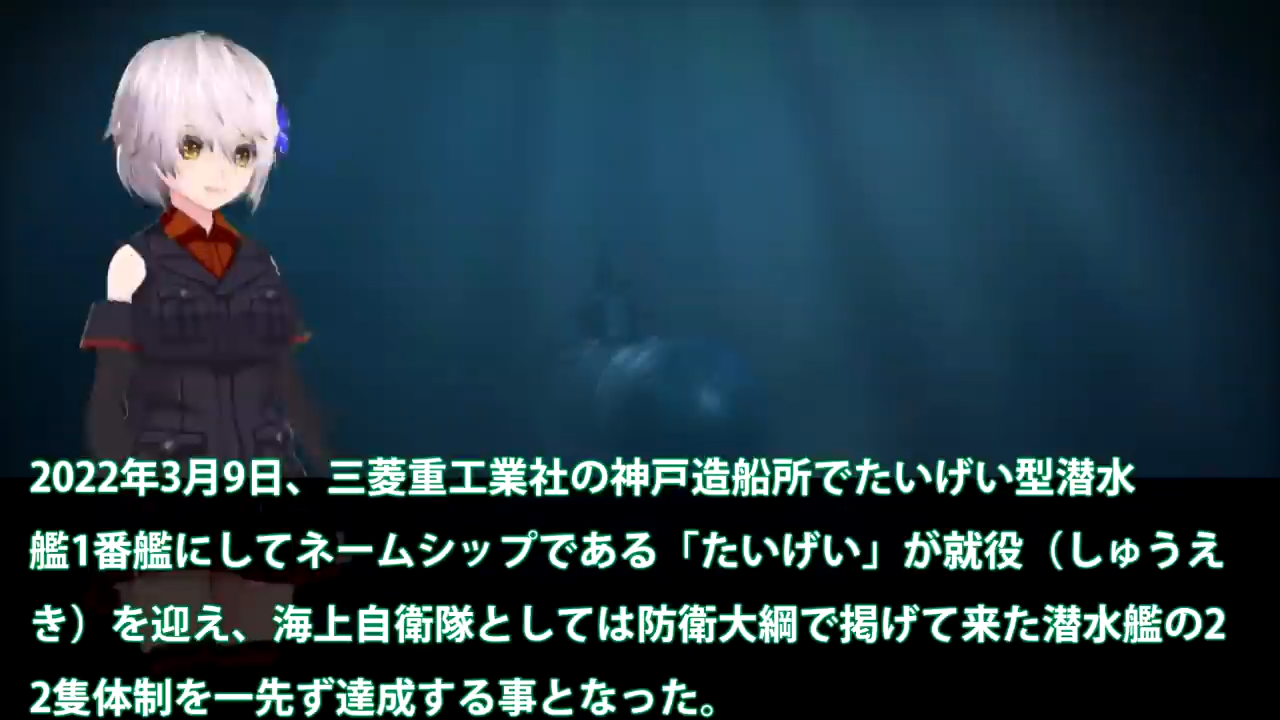 2022年3月9日、三菱重工業社の神戸造船所でたいげい型潜水
艦1番艦にしてネームシップである「たいげい」が就役（しゅうえ
き）を迎え、海上自衛隊としては防衛大綱で掲げて来た潜水艦の2
2隻体制を一先ず達成する事となった。